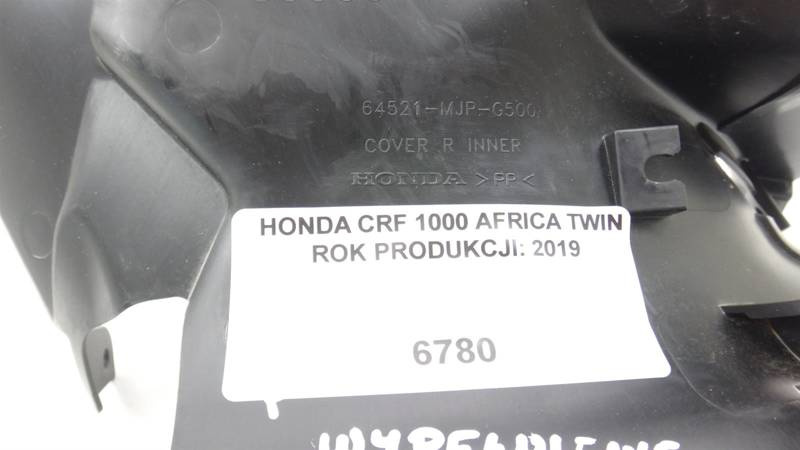 64521-MJP-G500
COVER R INNER
HONDA >PP<
HONDA CRF 1000 AFRICA TWIN
ROK PRODUKCJI: 2019
6780